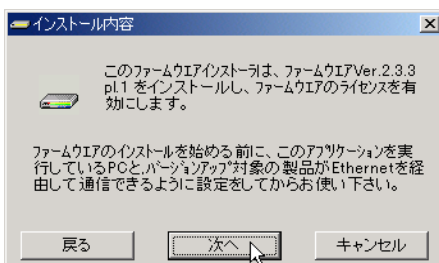 インストール内容
このﾌｧｰﾑｳｴｱｲﾝｽﾄｰﾗは、ﾌｧｰﾑｳｴｱVer.2.3.3
pl.1 をインストールし、ﾌｧｰﾑｳｴｱのﾗｲｾﾝｽを有
効にします。
ﾌｧｰﾑｳｴｱのｲﾝｽﾄｰﾙを始める前に、このｱﾌﾟﾘｹｰｼｮﾝを実
行しているPCと,ﾊﾞｰｼﾞｮﾝｱｯﾌﾟ対象の製品がEthernetを経
由して通信できるように設定をしてからお使い下さい。
戻る
次へ
キャンセル